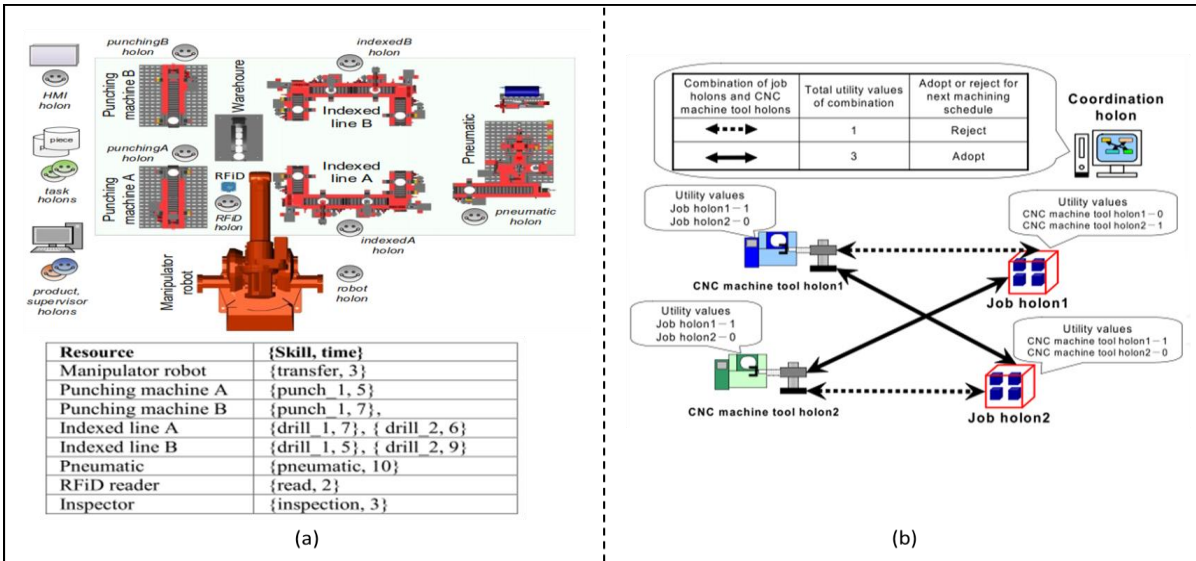 punchingB
holon
indexedB
holon
HMI
holon
Punching
machine B
Warehoure
Indexed
line B
piece
punchingA
holon
task
holons
Punching
machine A
RFiD
RFiD
holon
Indexed
line A
Pneumatic
pneumatic
holon
indexedA
holon
product,
supervisor
holons
Manipulator
robot
robot
holon
Resource {Skill, time}
Manipulator robot {transfer, 3}
Punching machine A {punch_1, 5}
Punching machine B {punch_1, 7},
Indexed line A {drill_1, 7}, { drill_2, 6}
Indexed line B {drill_1, 5}, { drill_2, 9}
Pneumatic {pneumatic, 10}
RFiD reader {read, 2}
Inspector {inspection, 3}
(a)
Combination of job
holons and CNC
machine tool holons
Total utility values
of combination
Adopt or reject for
next machining
schedule
1 Reject
3 Adopt
Coordination
holon
Utility values
Job holon1－1
Job holon2－0
Utility values
CNC machine tool holon1－0
CNC machine tool holon2－1
CNC machine tool holon1
Job holon1
Utility values
Job holon1－1
Job holon2－0
Utility values
CNC machine tool holon1－1
CNC machine tool holon2－0
CNC machine tool holon2
Job holon2
(b)